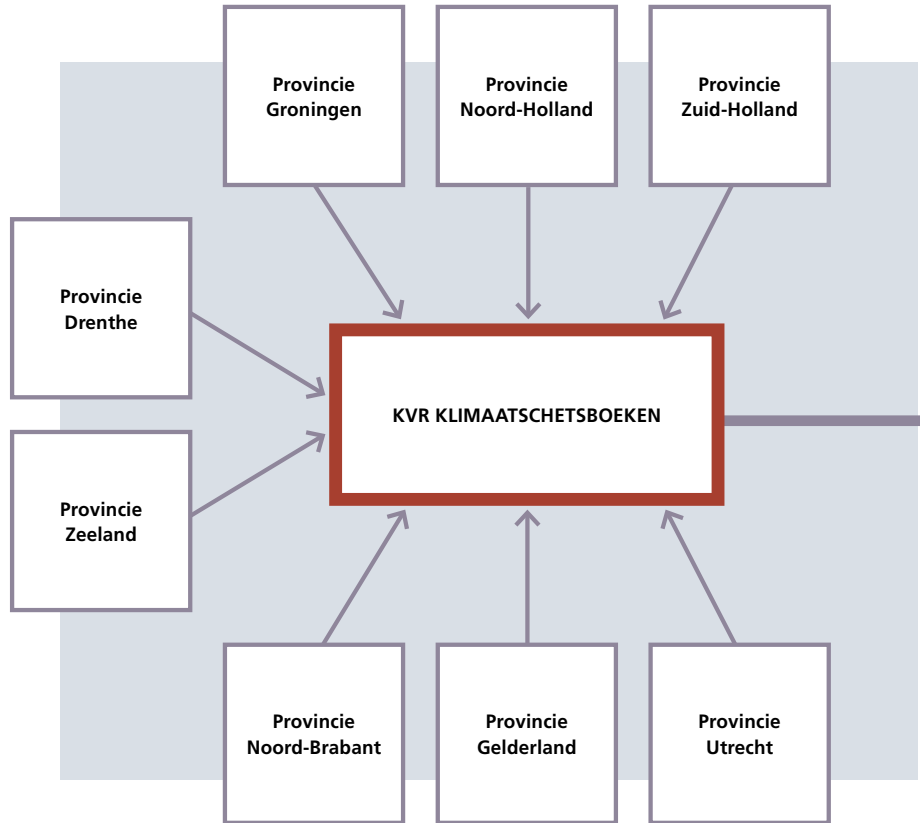 Provincie
Groningen
Provincie
Noord-Holland
Provincie
Zuid-Holland
Provincie
Drenthe
KVR KLIMAATSCHETSBOEKEN
Provincie
Zeeland
Provincie
Noord-Brabant
Provincie
Gelderland
Provincie
Utrecht